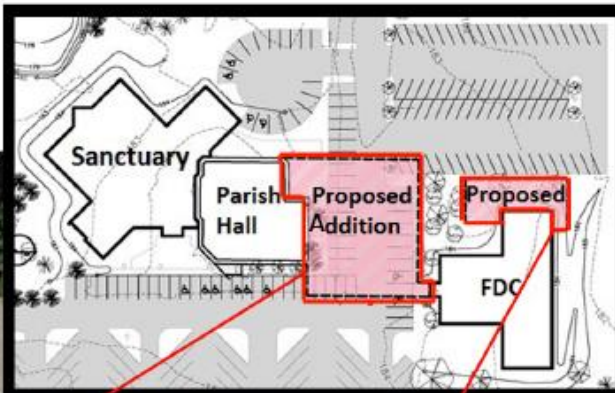 Sanctuary
Parish
Hall
Proposed
Addition
Proposed
FDC